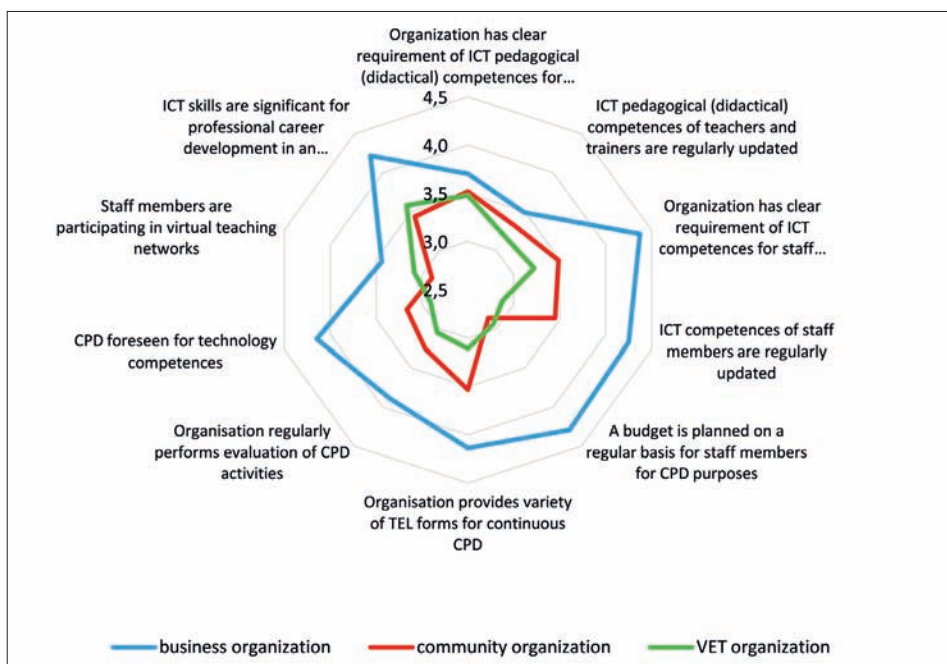 Organization has clear
requirement of ICT pedagogical
(didactical) competences for...
ICT pedagogical (didactical)
competences of teachers and
trainers are regularly updated
Organization has clear
requirement of ICT
competences for staff...
ICT competences of staff
members are regularly
updated
A budget is planned on a
regular basis for staff members
for CPD purposes
Organisation provides variety
of TEL forms for continuous
CPD
Organisation regularly
performs evaluation of CPD
activities
CPD foreseen for technology
competences
Staff members are
participating in virtual teaching
networks
ICT skills are significant for
professional career
development in an...
4,5
4,0
3,5
3,0
2,5
business organization
community organization
VET organization